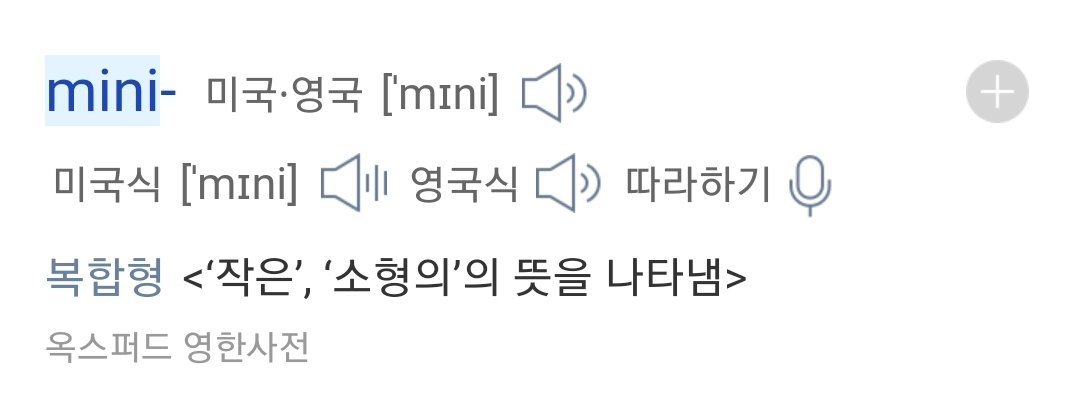 mini- 미국·영국 [ˈmɪni]
미국식 [ˈmɪni] 영국식 따라하기
복합형 <‘작은’, ‘소형의’의 뜻을 나타냄>
옥스퍼드 영한사전